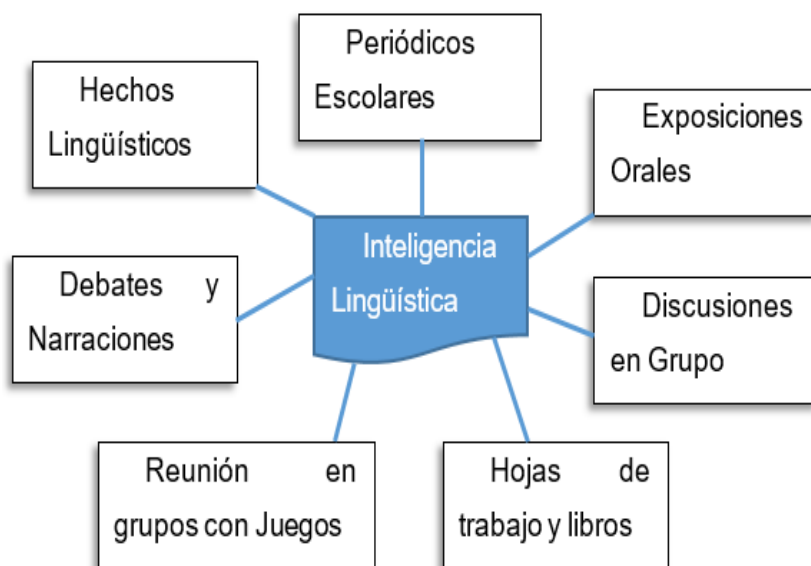 Periódicos
Escolares
Hechos
Lingüísticos
Exposiciones
Orales
Inteligencia
Lingüística
Debates y
Narraciones
Discusiones
en Grupo
Reunión en
grupos con Juegos
Hojas de
trabajo y libros